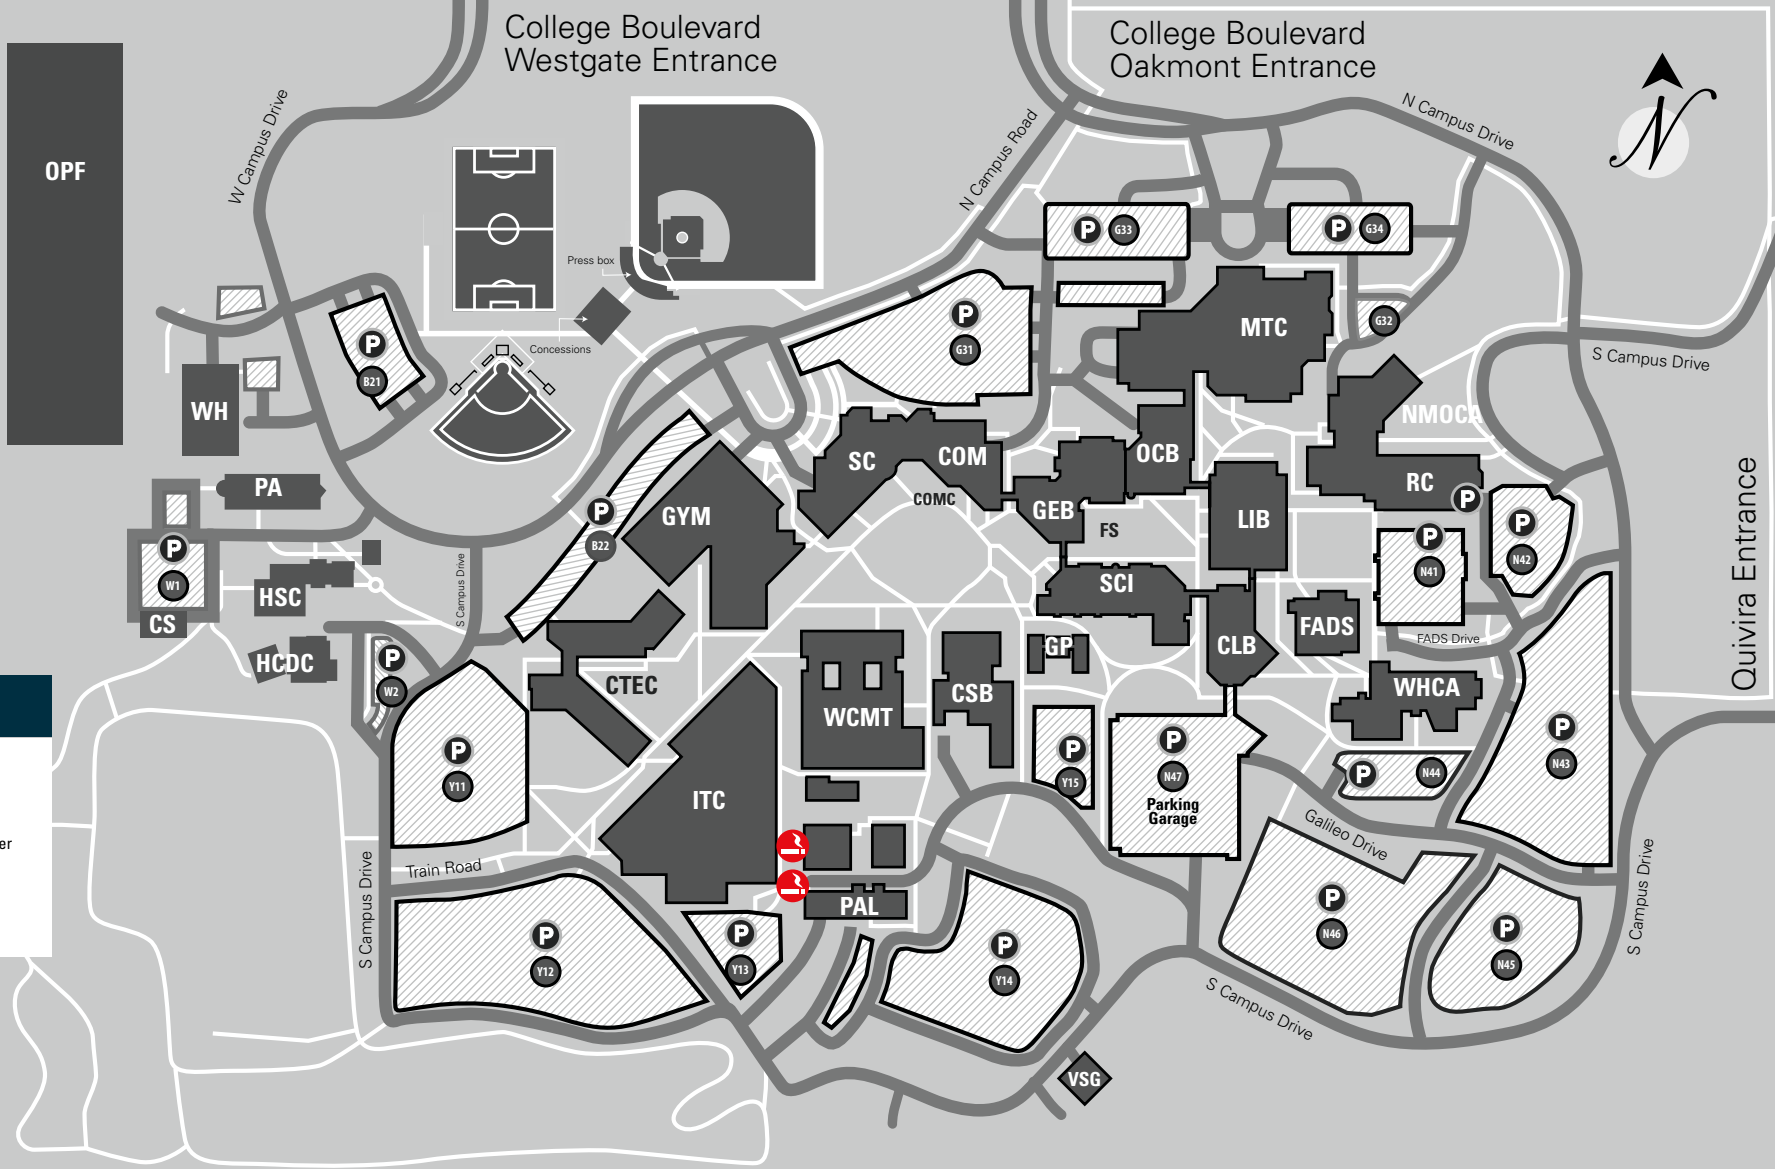 College Boulevard
Westgate Entrance
College Boulevard
Oakmont Entrance
N Campus Drive
W Campus Drive
N Campus Road
N
OPF
P G33
P G34
Press box
Concessions
P
G31
MTC
G32
S Campus Drive
P
B21
WH
NMOCA
SC
COM
OCB
COMC
RC
P
PA
GYM
GEB
FS
LIB
P
B22
P
N42
P
N41
P
W1
CS
HSC
S Campus Drive
SCI
FADS
FADS Drive
CLB
GP
HCDC
P
W2
CTEC
WCMT
CSB
WHCA
Quivira Entrance
P
Y11
P
Y15
P
N47
Parking
Garage
P
N44
P
N43
ITC
Galileo Drive
er
Train Road
S Campus Drive
PAL
P
Y12
P
Y13
P
Y14
P
N46
P
N45
S Campus Drive
S Campus Drive
VSG